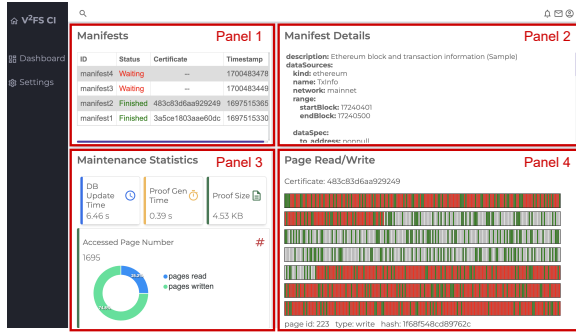 V²FS CI
Dashboard
Settings
Manifests
Panel 1
ID Status Certificate Timestamp
manifest4 Waiting -- 1700483478
manifest3 Waiting -- 1700483449
manifest2 Finished 483c83d6aa929249 1697515365
manifest1 Finished 3a5ce1803aae60dc 1697515330
Manifest Details
Panel 2
description: Ethereum block and transaction information (Sample)
dataSources:
kind: ethereum
name: TxInfo
network: mainnet
range:
startBlock: 17240401
endBlock: 17240500
dataSpec:
to_address: nonnull
Maintenance Statistics
Panel 3
DB Update Time
6.46 s
Proof Gen Time
0.39 s
Proof Size
4.53 KB
Accessed Page Number
#
1695
pages read
pages written
Page Read/Write
Panel 4
Certificate: 483c83d6aa929249
page id: 223 type: write hash: 1f68f548cd89762c